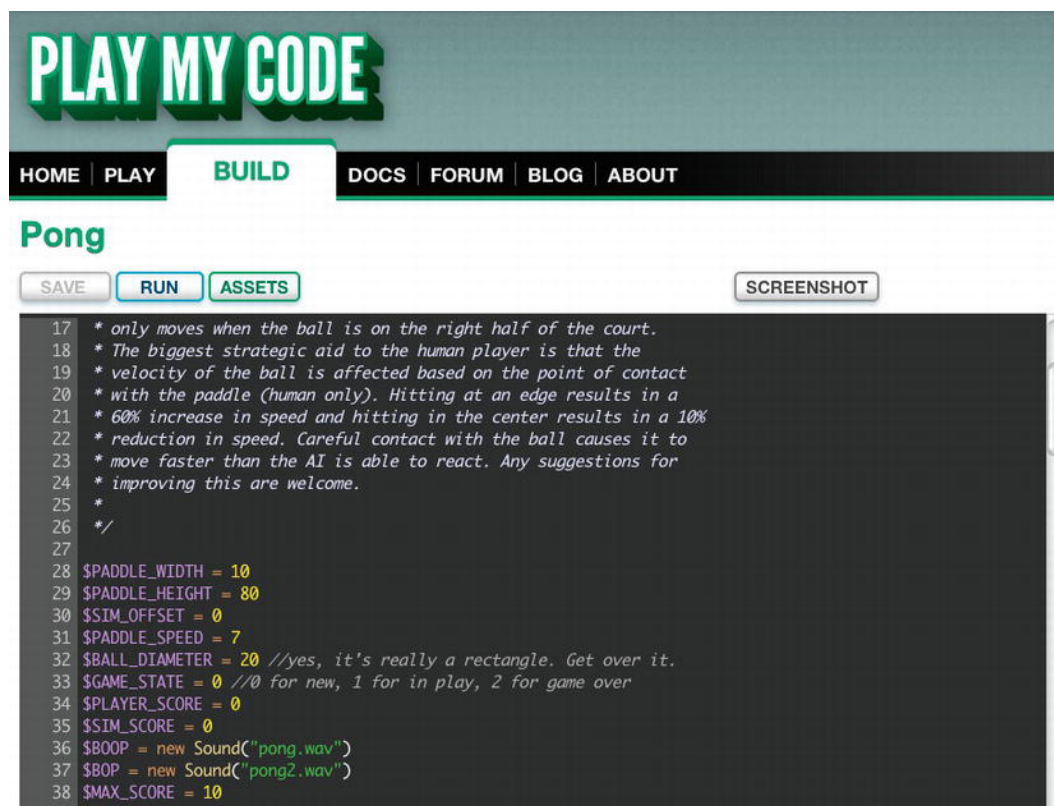 PLAY MY CODE
HOME PLAY BUILD DOCS FORUM BLOG ABOUT
Pong
SAVE RUN ASSETS SCREENSHOT
17 * only moves when the ball is on the right half of the court.
18 * The biggest strategic aid to the human player is that the
19 * velocity of the ball is affected based on the point of contact
20 * with the paddle (human only). Hitting at an edge results in a
21 * 60% increase in speed and hitting in the center results in a 10%
22 * reduction in speed. Careful contact with the ball causes it to
23 * move faster than the AI is able to react. Any suggestions for
24 * improving this are welcome.
25 *
26 */
27
28 $PADDLE_WIDTH = 10
29 $PADDLE_HEIGHT = 80
30 $SIM_OFFSET = 0
31 $PADDLE_SPEED = 7
32 $BALL_DIAMETER = 20 //yes, it's really a rectangle. Get over it.
33 $GAME_STATE = 0 //0 for new, 1 for in play, 2 for game over
34 $PLAYER_SCORE = 0
35 $SIM_SCORE = 0
36 $BOOP = new Sound("pong.wav")
37 $BOP = new Sound("pong2.wav")
38 $MAX_SCORE = 10